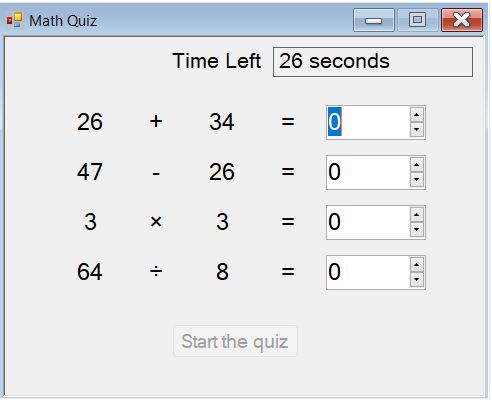 Math Quiz
Time Left 26 seconds
26 + 34 = 0
47 - 26 = 0
3 × 3 = 0
64 ÷ 8 = 0
Start the quiz